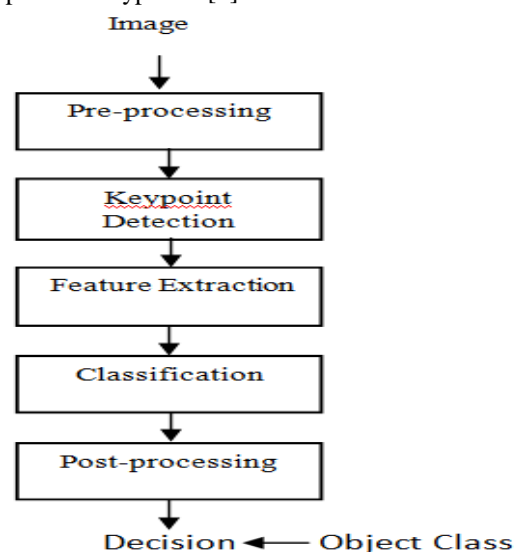 Image
Pre-processing
Keypoint
Detection
Feature Extraction
Classification
Post-processing
Decision
Object Class